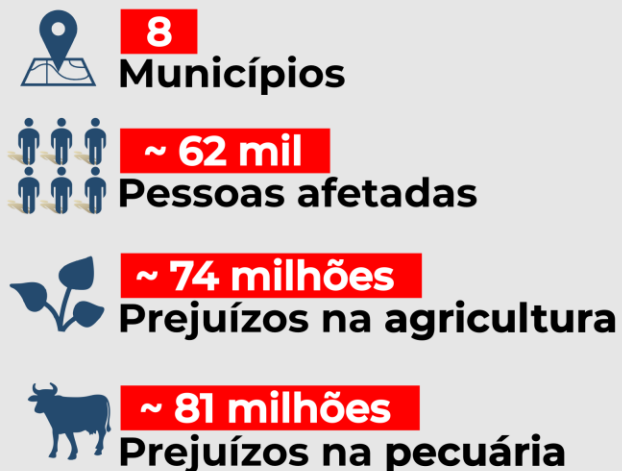 8
Municípios
~ 62 mil
Pessoas afetadas
~ 74 milhões
Prejuízos na agricultura
~ 81 milhões
Prejuízos na pecuária